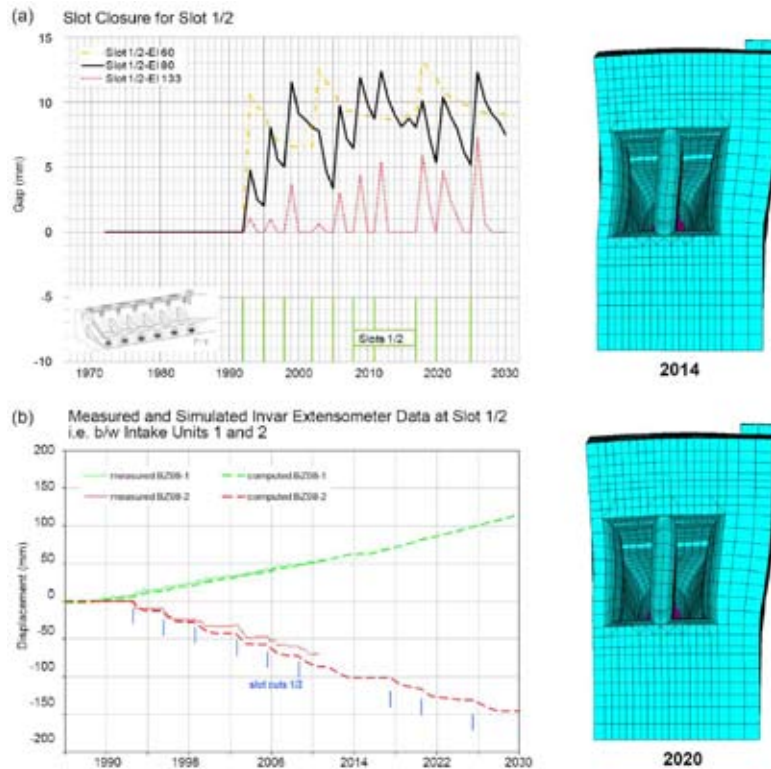 (a) Slot Closure for Slot 1/2
15
Slot 1/2-El 60
Slot 1/2-El 80
Slot 1/2-El 133
10
5
Gap (mm)
0
-5
Slots 1/2
-10
1970 1980 1990 2000 2010 2020 2030
2014
(b) Measured and Simulated Invar Extensometer Data at Slot 1/2
i.e. b/w Intake Units 1 and 2
200
measured BZ08-1 computed BZ08-1
150
measured BZ08-2 computed BZ08-2
100
50
Displacement (mm)
0
-50
slot cuts 1/2
-100
-150
-200
1990 1998 2006 2014 2022 2030
2020